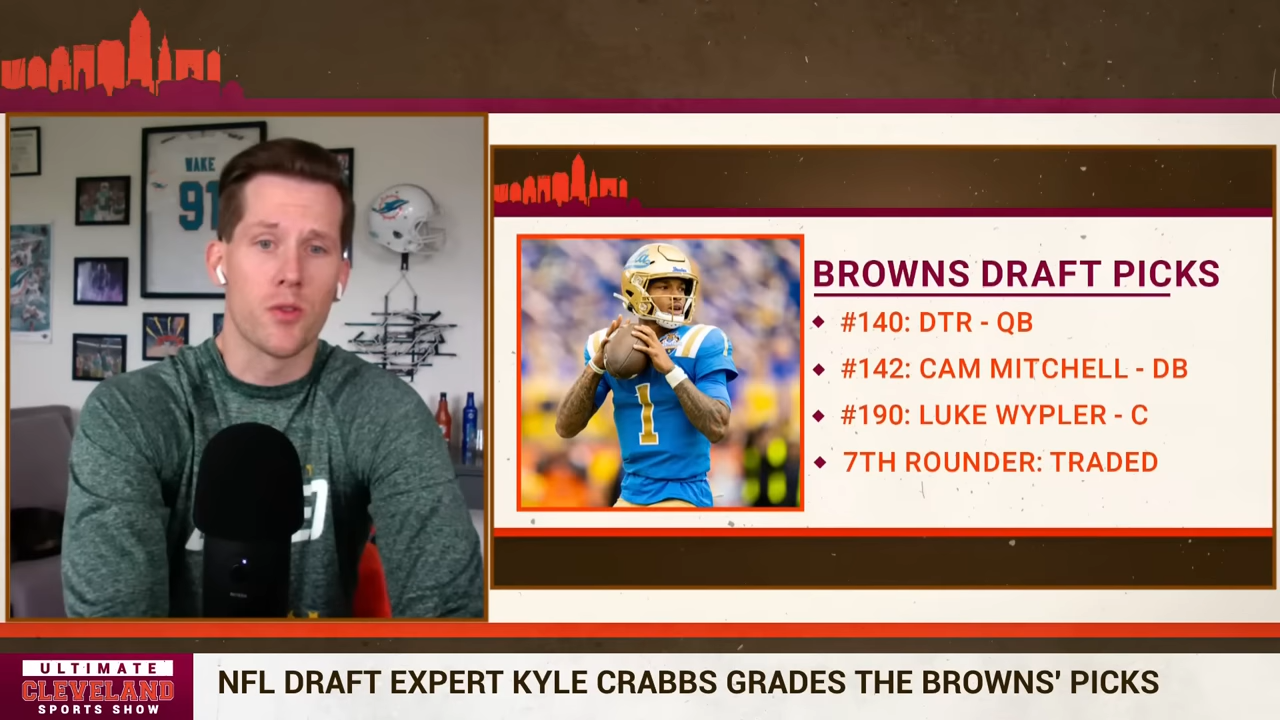 WAKE
91
BROWNS DRAFT PICKS
#140: DTR - QB
#142: CAM MITCHELL - DB
#190: LUKE WYPLER - C
7TH ROUNDER: TRADED
1
ULTIMATE
CLEVELAND
SPORTS SHOW
NFL DRAFT EXPERT KYLE CRABBS GRADES THE BROWNS' PICKS